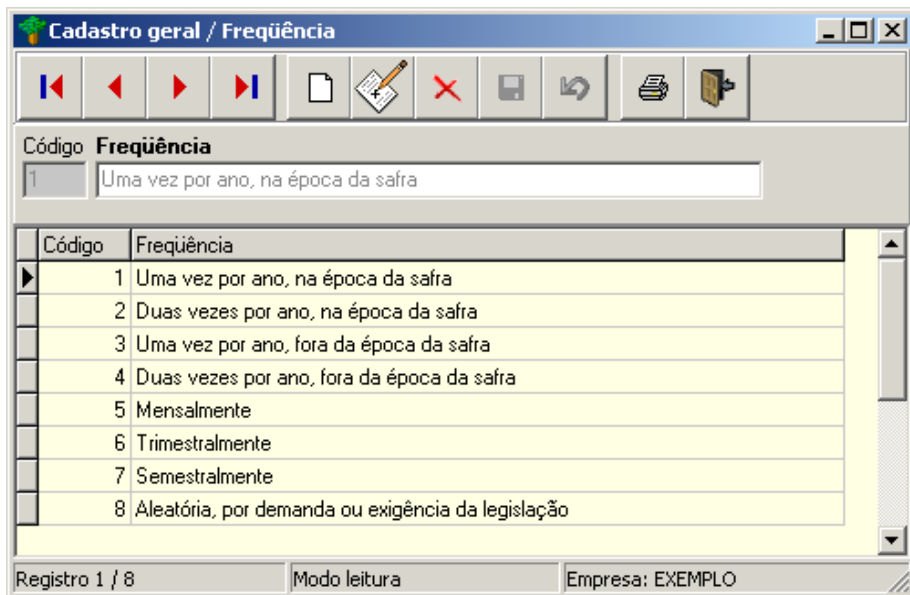 Cadastro geral / Freqüência
Código Freqüência
1 Uma vez por ano, na época da safra
Código Freqüência
1 Uma vez por ano, na época da safra
2 Duas vezes por ano, na época da safra
3 Uma vez por ano, fora da época da safra
4 Duas vezes por ano, fora da época da safra
5 Mensalmente
6 Trimestralmente
7 Semestralmente
8 Aleatória, por demanda ou exigência da legislação
Registro 1 / 8 Modo leitura Empresa: EXEMPLO